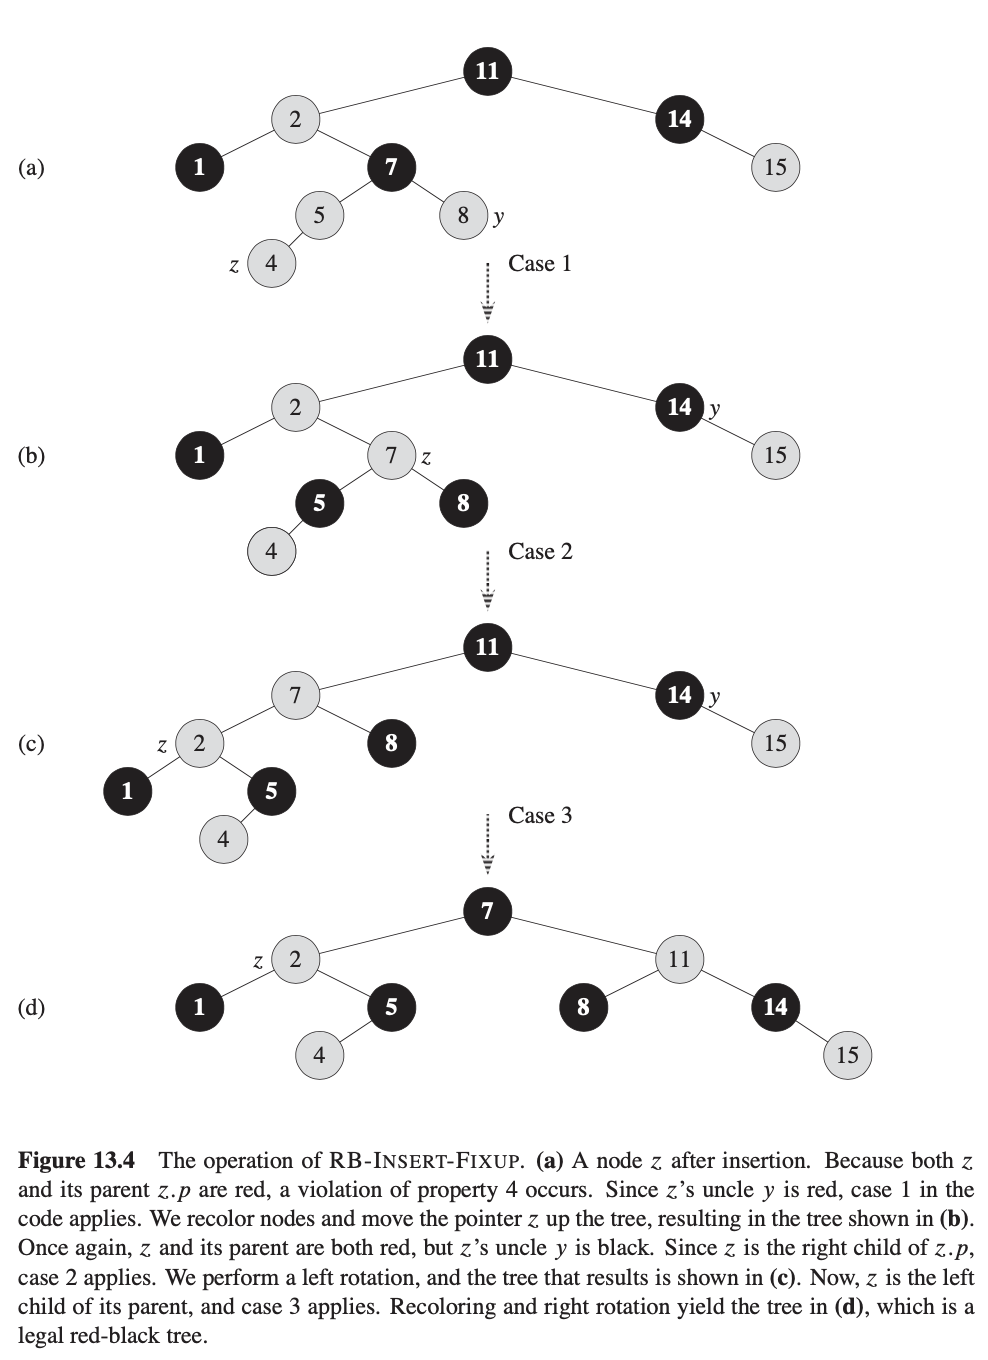 11
2
14
(a)
1
7
15
5
8
y
z
4
Case 1
11
2
14
y
(b)
1
7
z
15
5
8
4
Case 2
11
7
14
y
(c)
z
2
8
15
1
5
4
Case 3
7
z
2
11
(d)
1
5
8
14
4
15
Figure 13.4 The operation of RB-INSERT-FIXUP. (a) A node z after insertion. Because both z
and its parent z.p are red, a violation of property 4 occurs. Since z's uncle y is red, case 1 in the
code applies. We recolor nodes and move the pointer z up the tree, resulting in the tree shown in (b).
Once again, z and its parent are both red, but z's uncle y is black. Since z is the right child of z.p,
case 2 applies. We perform a left rotation, and the tree that results is shown in (c). Now, z is the left
child of its parent, and case 3 applies. Recoloring and right rotation yield the tree in (d), which is a
legal red-black tree.